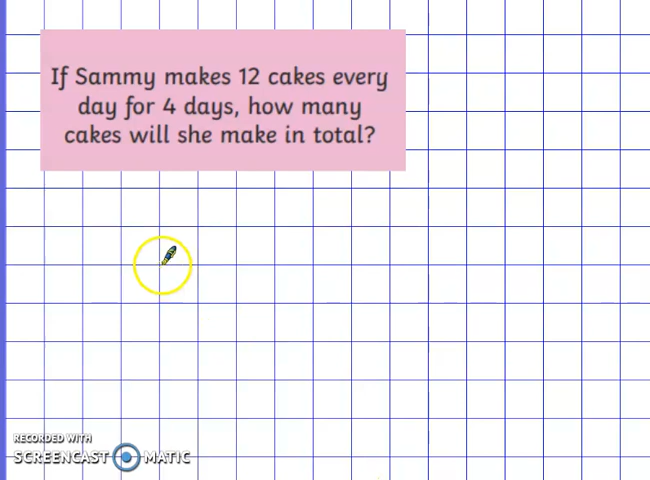 If Sammy makes 12 cakes every
day for 4 days, how many
cakes will she make in total?
RECORDED WITH
SCREENCAST MATIC